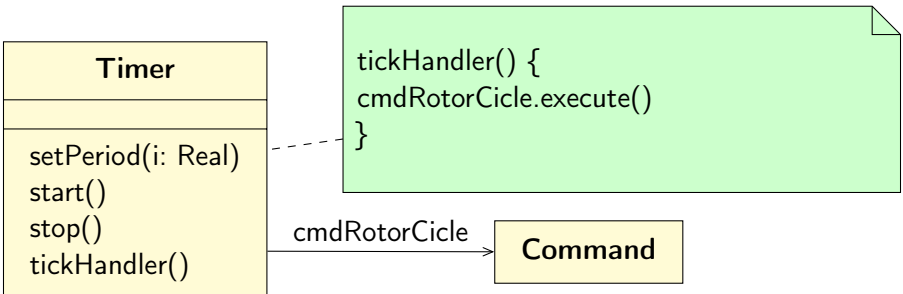 Timer
setPeriod(i: Real)
start()
stop()
tickHandler()
tickHandler() {
cmdRotorCicle.execute()
}
cmdRotorCicle
Command